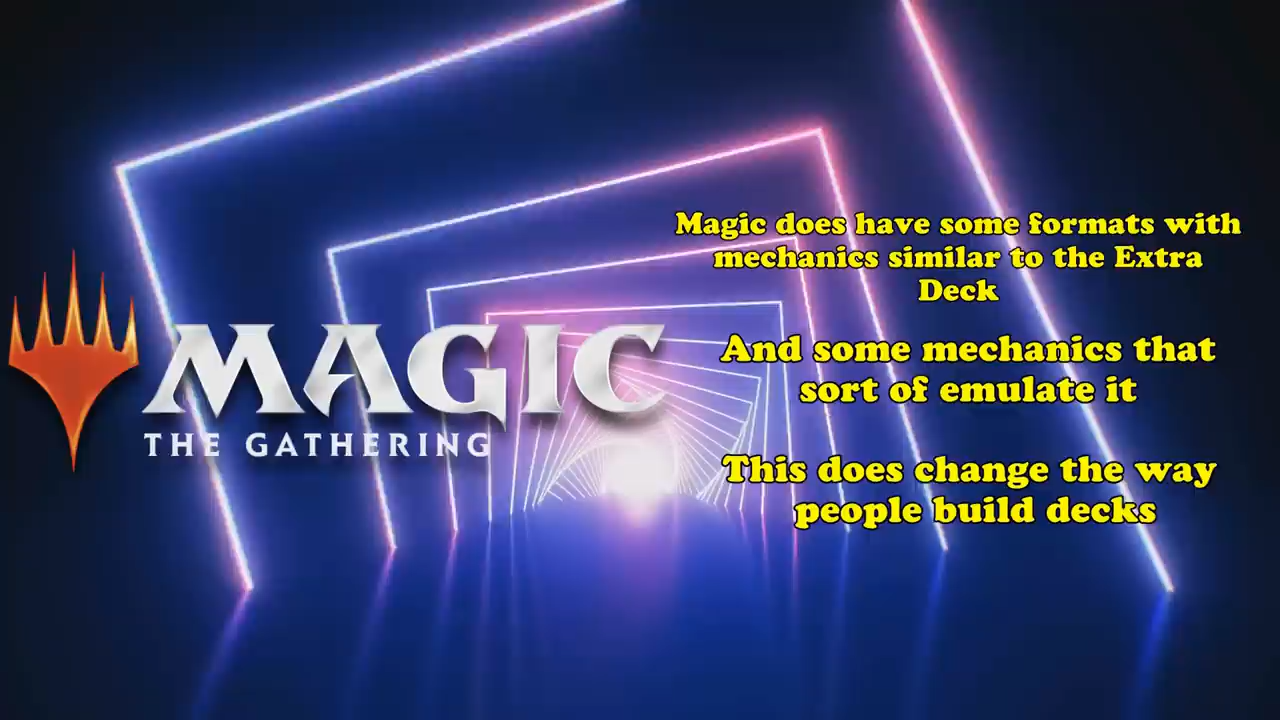 MAGIC
THE GATHERING
Magic does have some formats with
mechanics similar to the Extra
Deck
And some mechanics that
sort of emulate it
This does change the way
people build decks